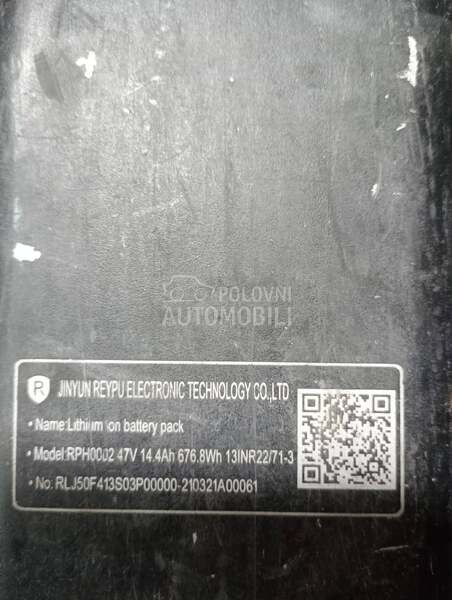 POLOVNI
AUTOMOBILI
R JINYUN REYPU ELECTRONIC TECHNOLOGY CO.,LTD
• Name:Lithium ion battery pack
• Model:RPH0002 47V 14.4Ah 676.8Wh 13INR22/71-3
• No: RLJ50F413S03P00000-210321A00061